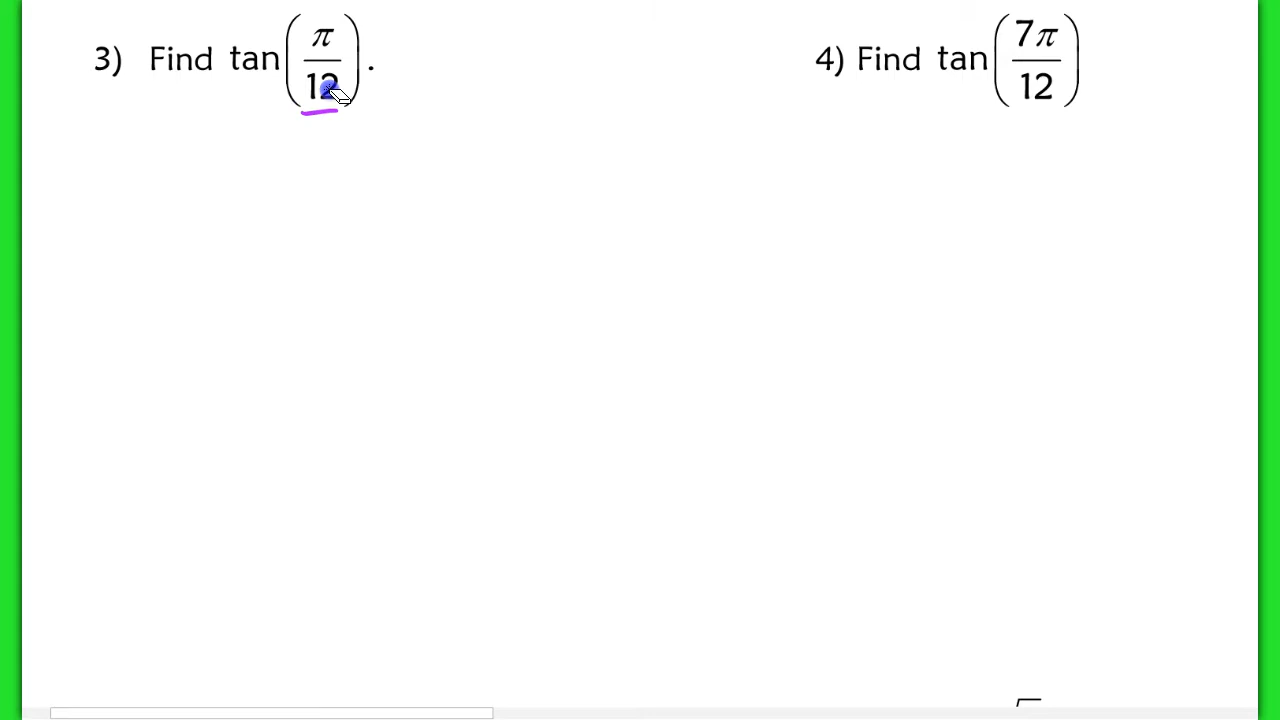 3) Find tan(π/12).
4) Find tan(7π/12)